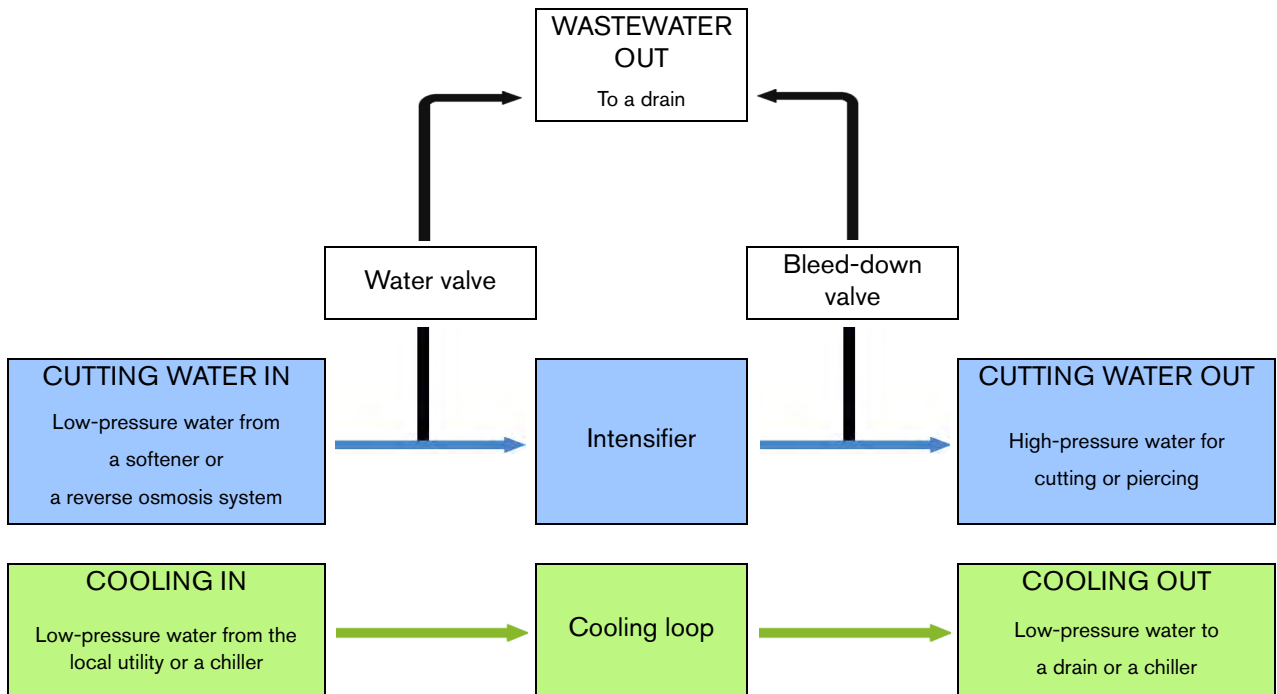 WASTEWATER
OUT
To a drain
Water valve
Bleed-down
valve
CUTTING WATER IN
Low-pressure water from
a softener or
a reverse osmosis system
Intensifier
CUTTING WATER OUT
High-pressure water for
cutting or piercing
COOLING IN
Low-pressure water from the
local utility or a chiller
Cooling loop
COOLING OUT
Low-pressure water to
a drain or a chiller